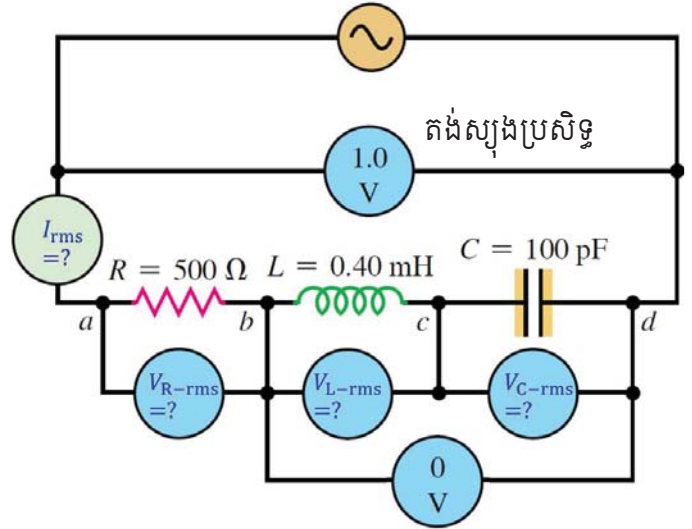 តង់ស្យុងប្រសិទ្ធ
1.0
V
I_rms
=?
R = 500 Ω
L = 0.40 mH
C = 100 pF
a
b
c
d
V_R−rms
=?
V_L−rms
=?
V_C−rms
=?
0
V